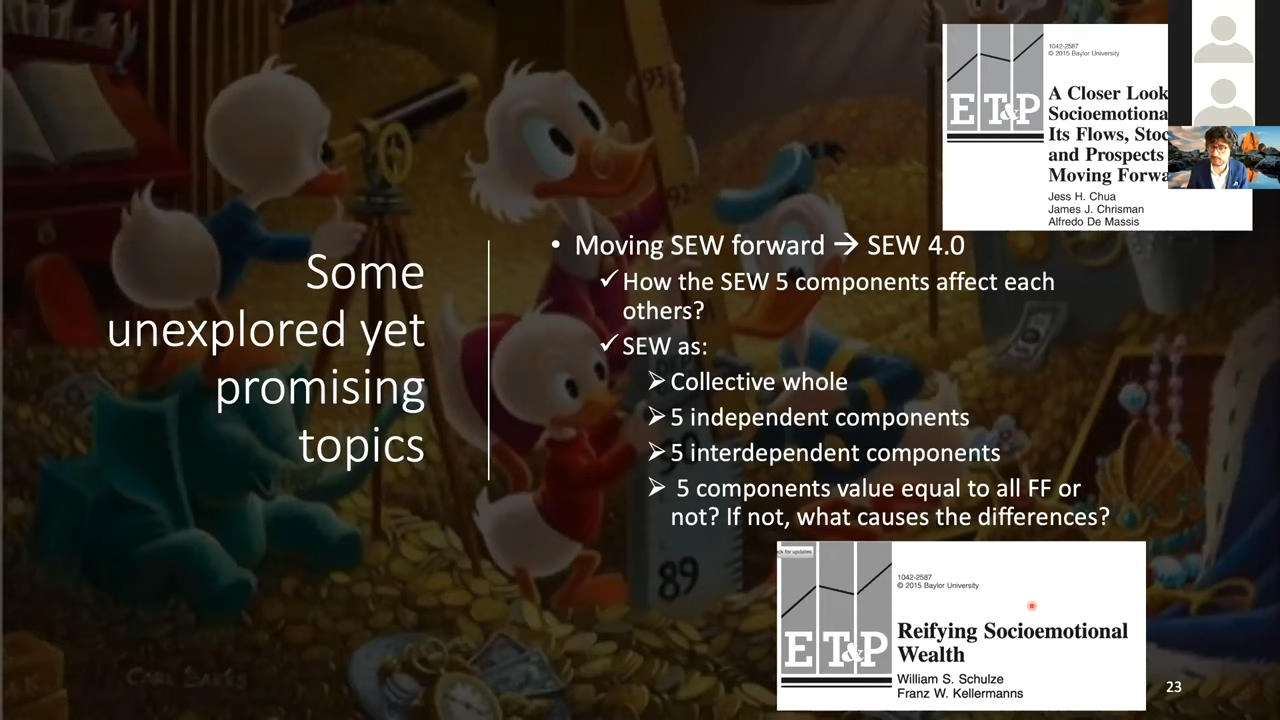 Some
unexplored yet
promising
topics
• Moving SEW forward → SEW 4.0
✓How the SEW 5 components affect each
others?
✓SEW as:
➢Collective whole
➢5 independent components
➢5 interdependent components
➢ 5 components value equal to all FF or
not? If not, what causes the differences?
1042-2587
© 2015 Baylor University
ET&P
A Closer Look
Its
and Prospects
Moving
Jess H. Chua
James J. Chrisman
Alfredo De Massis
for updates
1042-2587
© 2015 Baylor University
ET&P
Reifying Socioemotional
Wealth
William S. Schulze
Franz W. Kellermanns
93
92
89
23